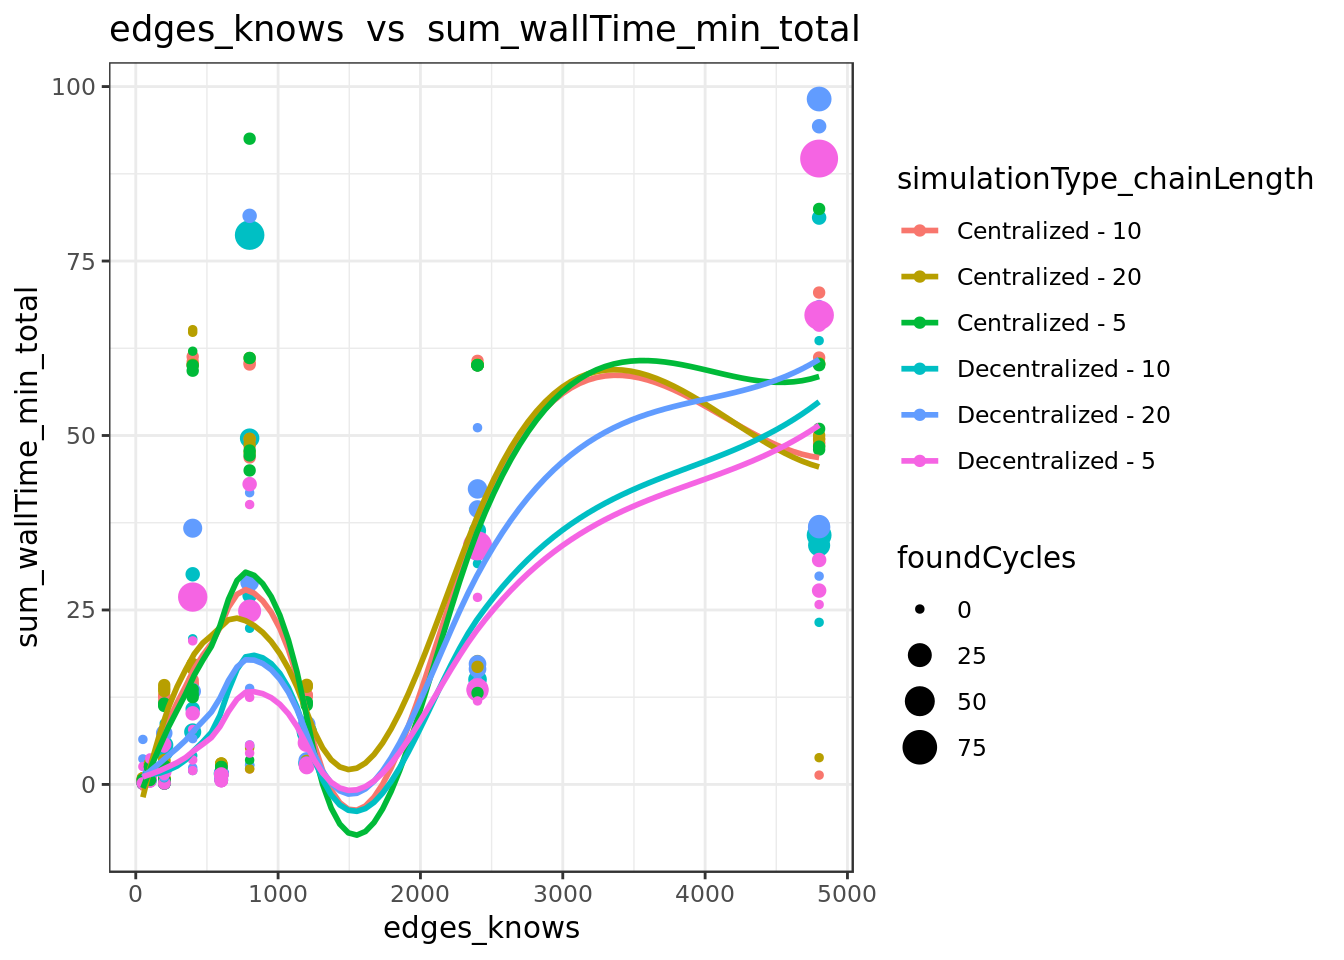 edges_knows  vs  sum_wallTime_min_total
sum_wallTime_min_total
100
75
50
25
0
0
1000
2000
3000
4000
5000
edges_knows
simulationType_chainLength
Centralized - 10
Centralized - 20
Centralized - 5
Decentralized - 10
Decentralized - 20
Decentralized - 5
foundCycles
0
25
50
75